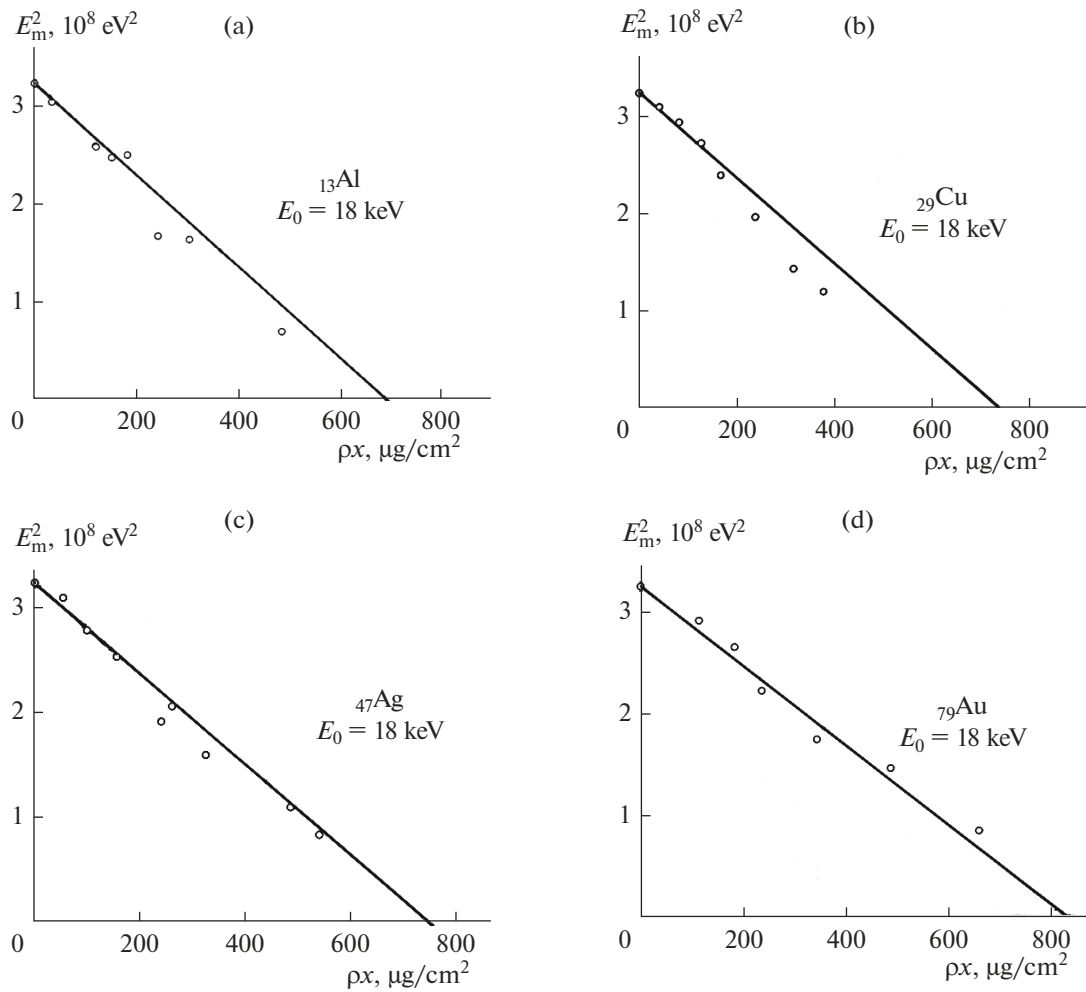 E_m^2, 10^8 eV^2
(a)
3
2
1
13Al
E_0 = 18 keV
0
200
400
600
800
ρx, μg/cm^2
E_m^2, 10^8 eV^2
(b)
3
2
1
29Cu
E_0 = 18 keV
0
200
400
600
800
ρx, μg/cm^2
E_m^2, 10^8 eV^2
(c)
3
2
1
47Ag
E_0 = 18 keV
0
200
400
600
800
ρx, μg/cm^2
E_m^2, 10^8 eV^2
(d)
3
2
1
79Au
E_0 = 18 keV
0
200
400
600
800
ρx, μg/cm^2